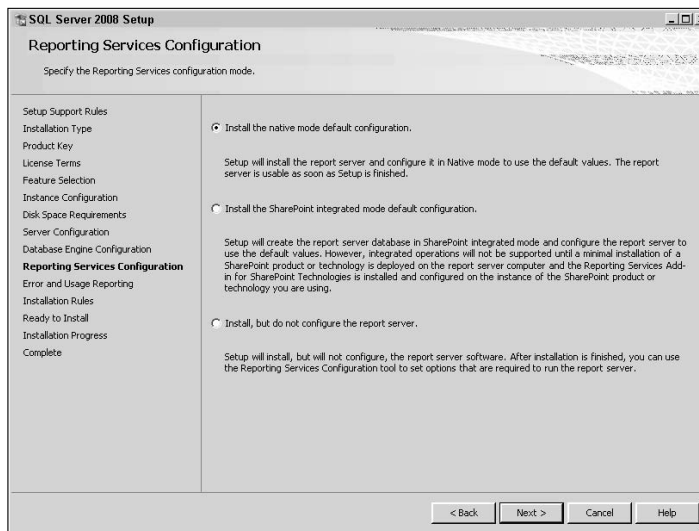 SQL Server 2008 Setup
Reporting Services Configuration
Specify the Reporting Services configuration mode.
Setup Support Rules
Installation Type
Product Key
License Terms
Feature Selection
Instance Configuration
Disk Space Requirements
Server Configuration
Database Engine Configuration
Reporting Services Configuration
Error and Usage Reporting
Installation Rules
Ready to Install
Installation Progress
Complete
Install the native mode default configuration.
Setup will install the report server and configure it in Native mode to use the default values. The report
server is usable as soon as Setup is finished.
Install the SharePoint integrated mode default configuration.
Setup will create the report server database in SharePoint integrated mode and configure the report server to
use the default values. However, integrated operations will not be supported until a minimal installation of a
SharePoint product or technology is deployed on the report server computer and the Reporting Services Add-
in for SharePoint Technologies is installed and configured on the instance of the SharePoint product or
technology you are using.
Install, but do not configure the report server.
Setup will install, but will not configure, the report server software. After installation is finished, you can use
the Reporting Services Configuration tool to set options that are required to run the report server.
< Back
Next >
Cancel
Help